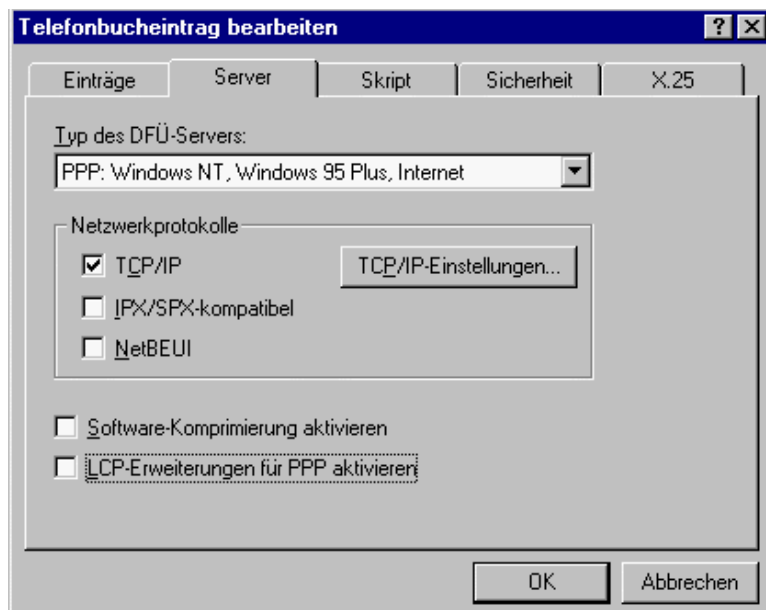 Telefonbucheintrag bearbeiten
Einträge Server Skript Sicherheit X.25
Typ des DFÜ-Servers:
PPP: Windows NT, Windows 95 Plus, Internet
Netzwerkprotokolle
TCP/IP TCP/IP-Einstellungen...
IPX/SPX-kompatibel
NetBEUI
Software-Komprimierung aktivieren
LCP-Erweiterungen für PPP aktivieren
OK Abbrechen